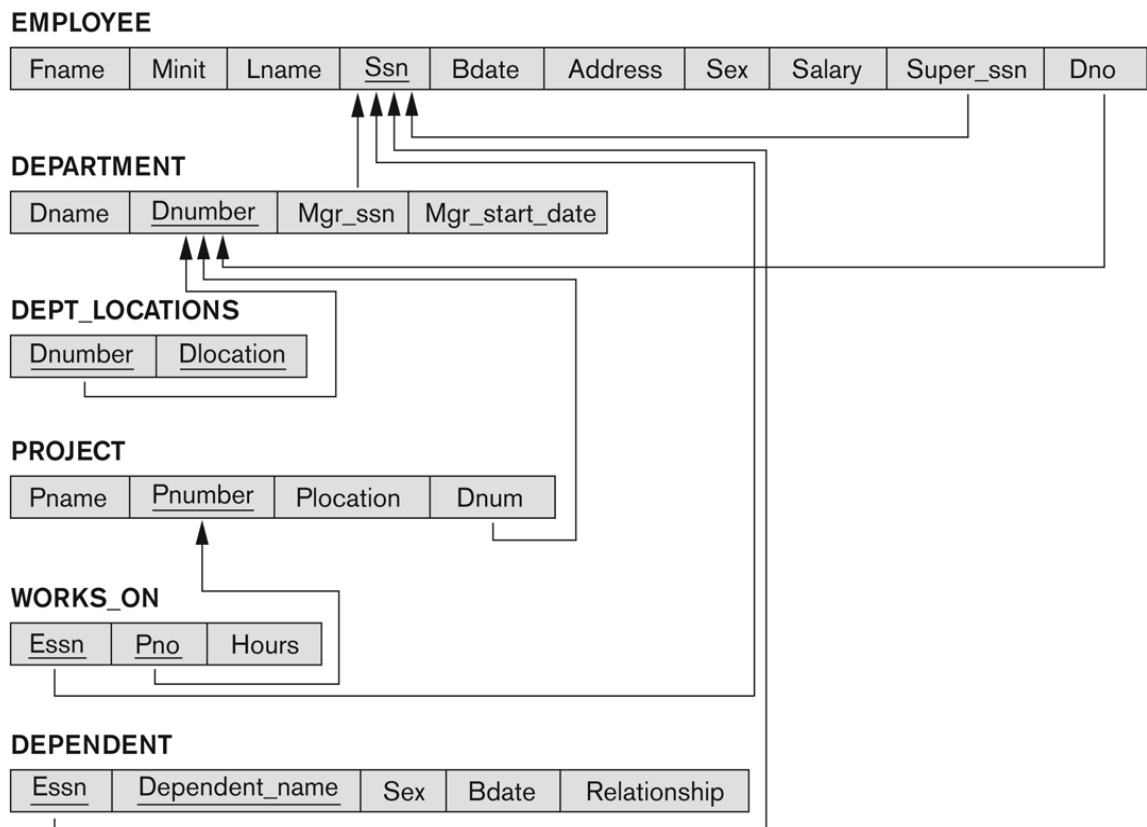 EMPLOYEE
Fname Minit Lname Ssn Bdate Address Sex Salary Super_ssn Dno
DEPARTMENT
Dname Dnumber Mgr_ssn Mgr_start_date
DEPT_LOCATIONS
Dnumber Dlocation
PROJECT
Pname Pnumber Plocation Dnum
WORKS_ON
Essn Pno Hours
DEPENDENT
Essn Dependent_name Sex Bdate Relationship